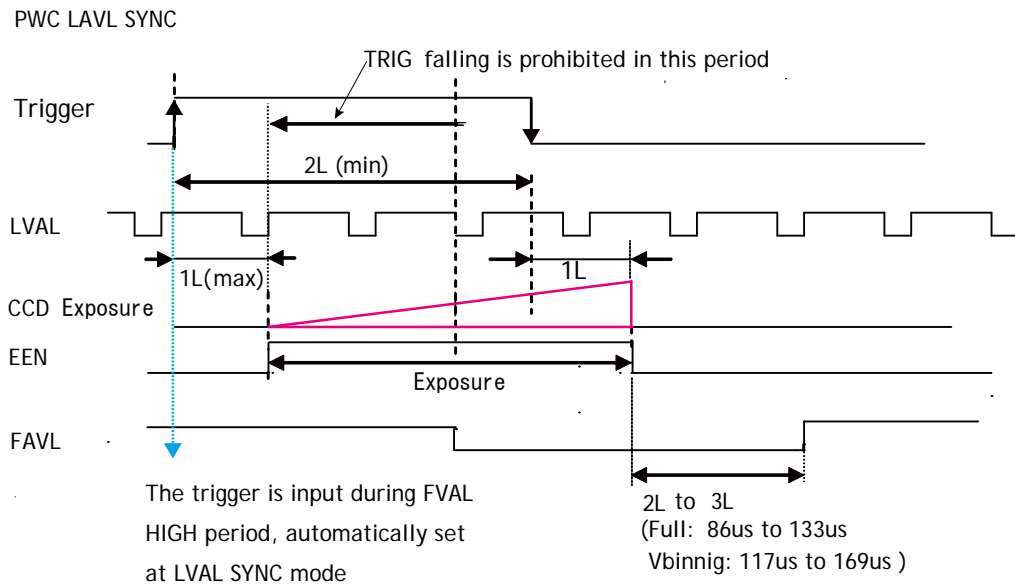 PWC LAVL SYNC
TRIG falling is prohibited in this period
Trigger
2L (min)
LVAL
1L(max)
1L
CCD Exposure
EEN
Exposure
FAVL
The trigger is input during FVAL
HIGH period, automatically set
at LVAL SYNC mode
2L to 3L
(Full: 86us to 133us
Vbinnig: 117us to 169us )